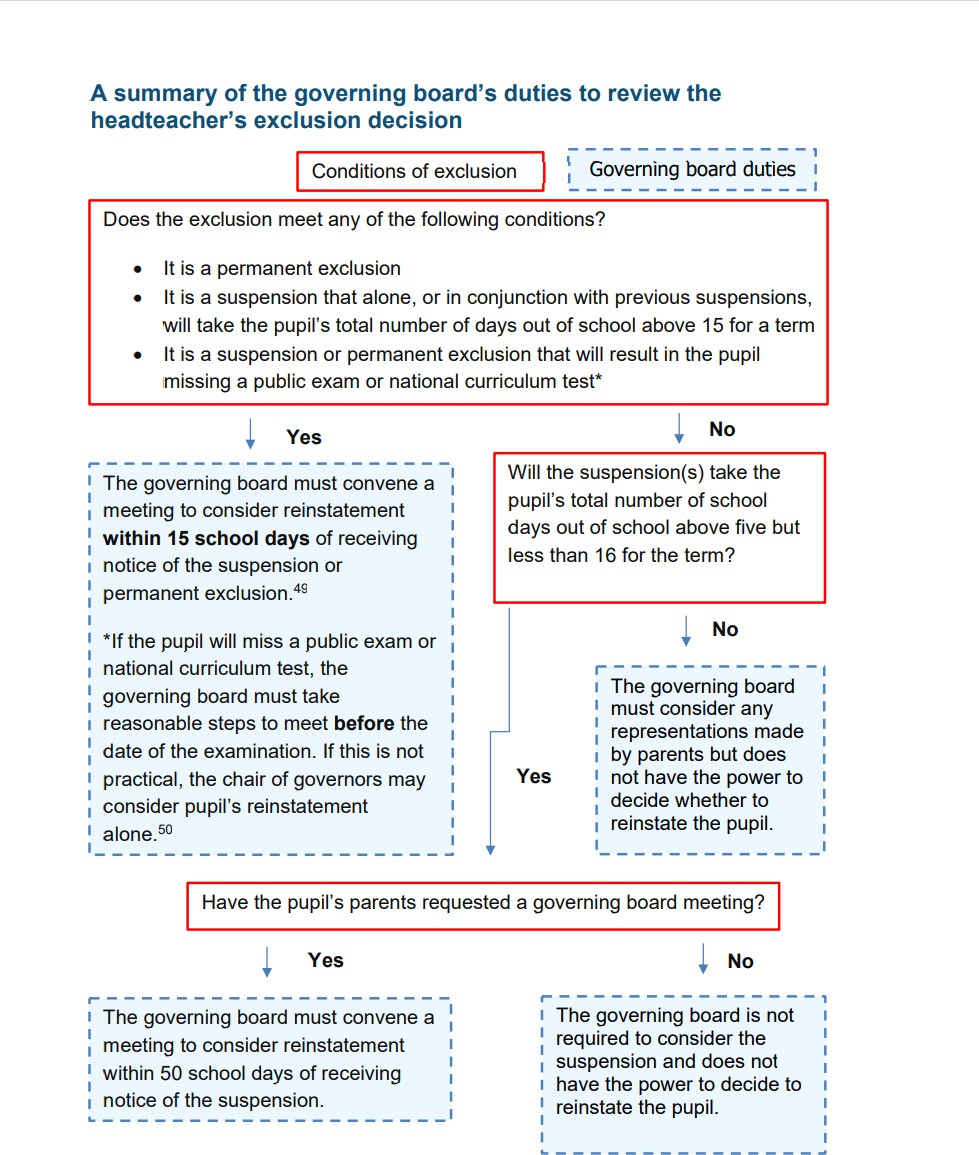 A summary of the governing board’s duties to review the
headteacher’s exclusion decision
Conditions of exclusion
Governing board duties
Does the exclusion meet any of the following conditions?
• It is a permanent exclusion
• It is a suspension that alone, or in conjunction with previous suspensions,
will take the pupil’s total number of days out of school above 15 for a term
• It is a suspension or permanent exclusion that will result in the pupil
missing a public exam or national curriculum test*
Yes
No
The governing board must convene a
meeting to consider reinstatement
within 15 school days of receiving
notice of the suspension or
permanent exclusion.49
*If the pupil will miss a public exam or
national curriculum test, the
governing board must take
reasonable steps to meet before the
date of the examination. If this is not
practical, the chair of governors may
consider pupil’s reinstatement
alone.50
Will the suspension(s) take the
pupil’s total number of school
days out of school above five but
less than 16 for the term?
No
The governing board
must consider any
representations made
by parents but does
not have the power to
decide whether to
reinstate the pupil.
Yes
Have the pupil’s parents requested a governing board meeting?
Yes
No
The governing board must convene a
meeting to consider reinstatement
within 50 school days of receiving
notice of the suspension.
The governing board is not
required to consider the
suspension and does not
have the power to decide to
reinstate the pupil.